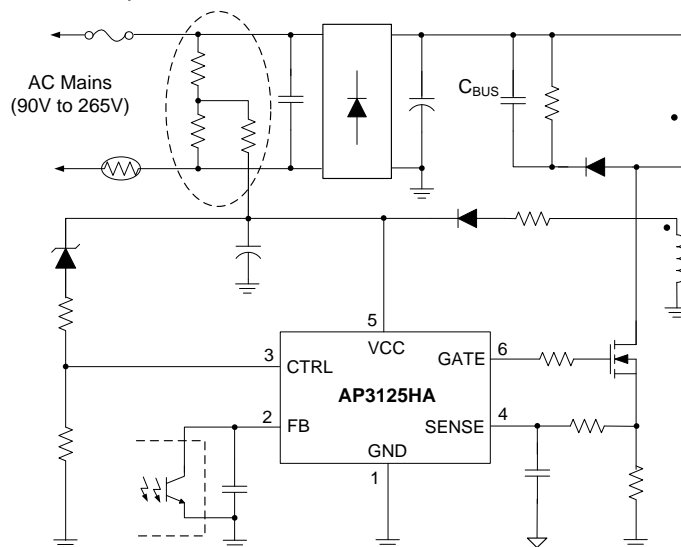 AC Mains
(90V to 265V)
CBUS
5
VCC
3
CTRL
GATE
6
AP3125HA
2
FB
SENSE
4
GND
1